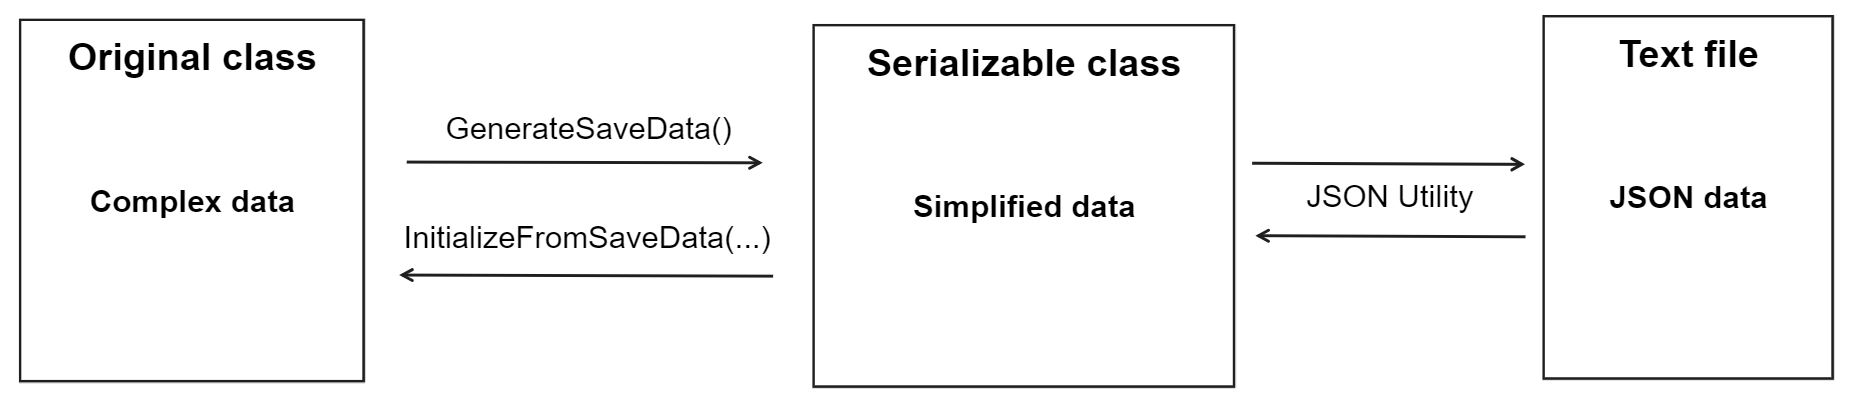 Original class
Complex data
GenerateSaveData()
InitializeFromSaveData(...)
Serializable class
Simplified data
JSON Utility
Text file
JSON data